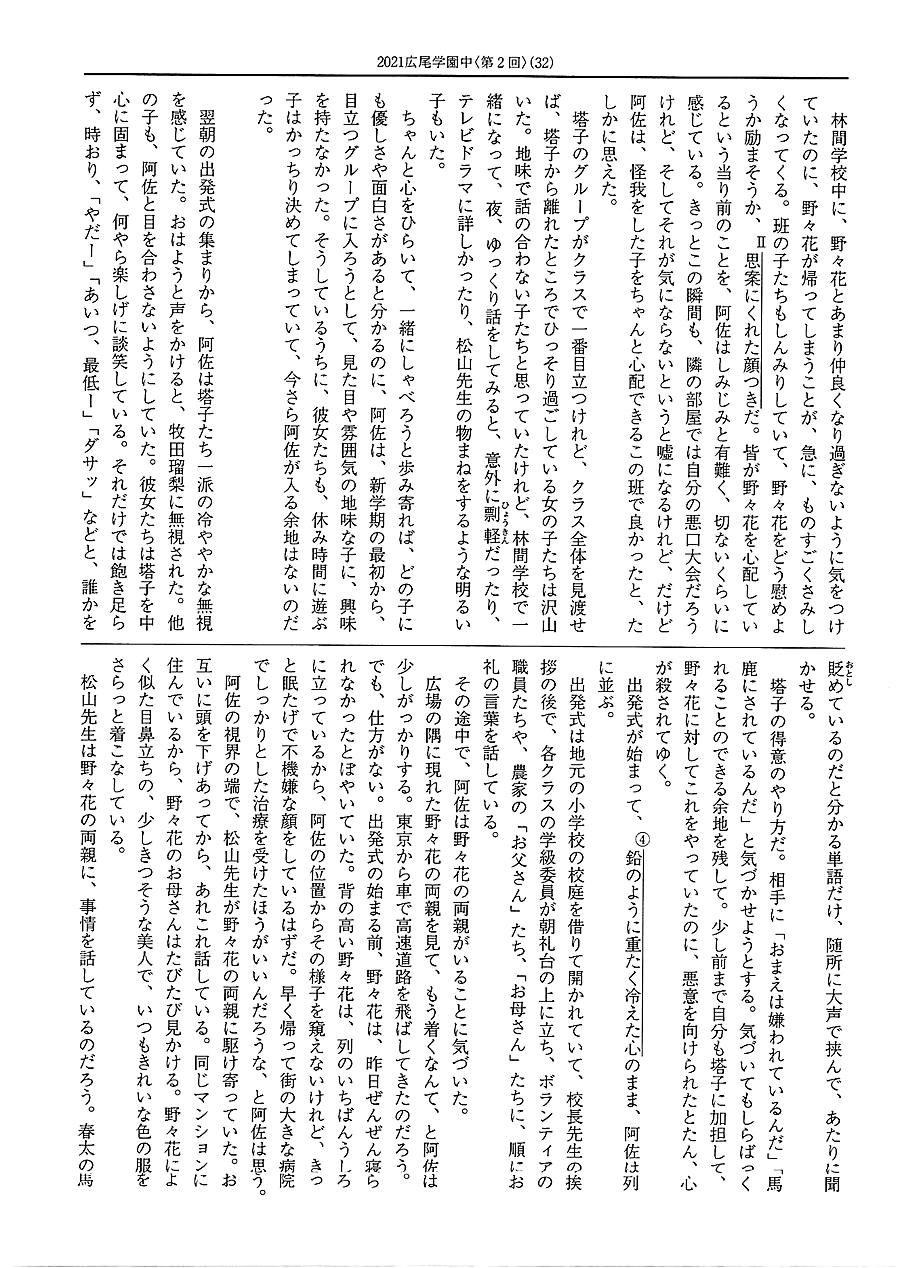 2021広尾学園中〈第2回〉(32)
林間学校中に、野々花とあまり仲良くなり過ぎないように気をつけ
ていたのに、野々花が帰ってしまうことが、急に、ものすごくさみし
くなってくる。班の子たちもしんみりしていて、野々花をどう慰めよ
うか励まそうか、Ⅱ思案にくれた顔つきだ。皆が野々花を心配してい
るという当り前のことを、阿佐はしみじみと有難く、切ないくらいに
感じている。きっとこの瞬間も、隣の部屋では自分の悪口大会だろう
けれど、そしてそれが気にならないというと嘘になるけれど、だけど
阿佐は、怪我をした子をちゃんと心配できるこの班で良かったと、た
しかに思えた。
塔子のグループがクラスで一番目立つけれど、クラス全体を見渡せ
ば、塔子から離れたところでひっそり過ごしている女の子たちは沢山
いた。地味で話の合わない子たちと思っていたけれど、林間学校で一
緒になって、夜、ゆっくり話をしてみると、意外に剽軽ひょうきんだったり、
テレビドラマに詳しかったり、松山先生の物まねをするような明るい
子もいた。
ちゃんと心をひらいて、一緒にしゃべろうと歩み寄れば、どの子に
も優しさや面白さがあると分かるのに、阿佐は、新学期の最初から、
目立つグループに入ろうとして、見た目や雰囲気の地味な子に、興味
を持たなかった。そうしているうちに、彼女たちも、休み時間に遊ぶ
子はかっちり決めてしまっていて、今さら阿佐が入る余地はないのだ
った。
翌朝の出発式の集まりから、阿佐は塔子たち一派の冷ややかな無視
を感じていた。おはようと声をかけると、牧田瑠梨に無視された。他
の子も、阿佐と目を合わさないようにしていた。彼女たちは塔子を中
心に固まって、何やら楽しげに談笑している。それだけでは飽き足ら
ず、時おり、「やだー」「あいつ、最低ー」「ダサッ」などと、誰かを
貶おとしめているのだと分かる単語だけ、随所に大声で挟んで、あたりに聞
かせる。
塔子の得意のやり方だ。相手に「おまえは嫌われているんだ」「馬
鹿にされているんだ」と気づかせようとする。気づいてもしらばっく
れることのできる余地を残して。少し前まで自分も塔子に加担して、
野々花に対してこれをやっていたのに、悪意を向けられたとたん、心
が殺されてゆく。
出発式が始まって、④鉛のように重たく冷えた心のまま、阿佐は列
に並ぶ。
出発式は地元の小学校の校庭を借りて開かれていて、校長先生の挨
拶の後で、各クラスの学級委員が朝礼台の上に立ち、ボランティアの
職員たちや、農家の「お父さん」たち、「お母さん」たちに、順にお
礼の言葉を話している。
その途中で、阿佐は野々花の両親がいることに気づいた。
広場の隅に現れた野々花の両親を見て、もう着くなんて、と阿佐は
少しがっかりする。東京から車で高速道路を飛ばしてきたのだろう。
でも、仕方がない。出発式の始まる前、野々花は、昨日ぜんぜん寝ら
れなかったとぼやいていた。背の高い野々花は、列のいちばんうしろ
に立っているから、阿佐の位置からその様子を窺えないけれど、きっ
と眠たげで不機嫌な顔をしているはずだ。早く帰って街の大きな病院
でしっかりとした治療を受けたほうがいいんだろうな、と阿佐は思う。
阿佐の視界の端で、松山先生が野々花の両親に駆け寄っていた。お
互いに頭を下げあってから、あれこれ話している。同じマンションに
住んでいるから、野々花のお母さんはたびたび見かける。野々花によ
く似た目鼻立ちの、少しきつそうな美人で、いつもきれいな色の服を
さらっと着こなしている。
松山先生は野々花の両親に、事情を話しているのだろう。春太の馬